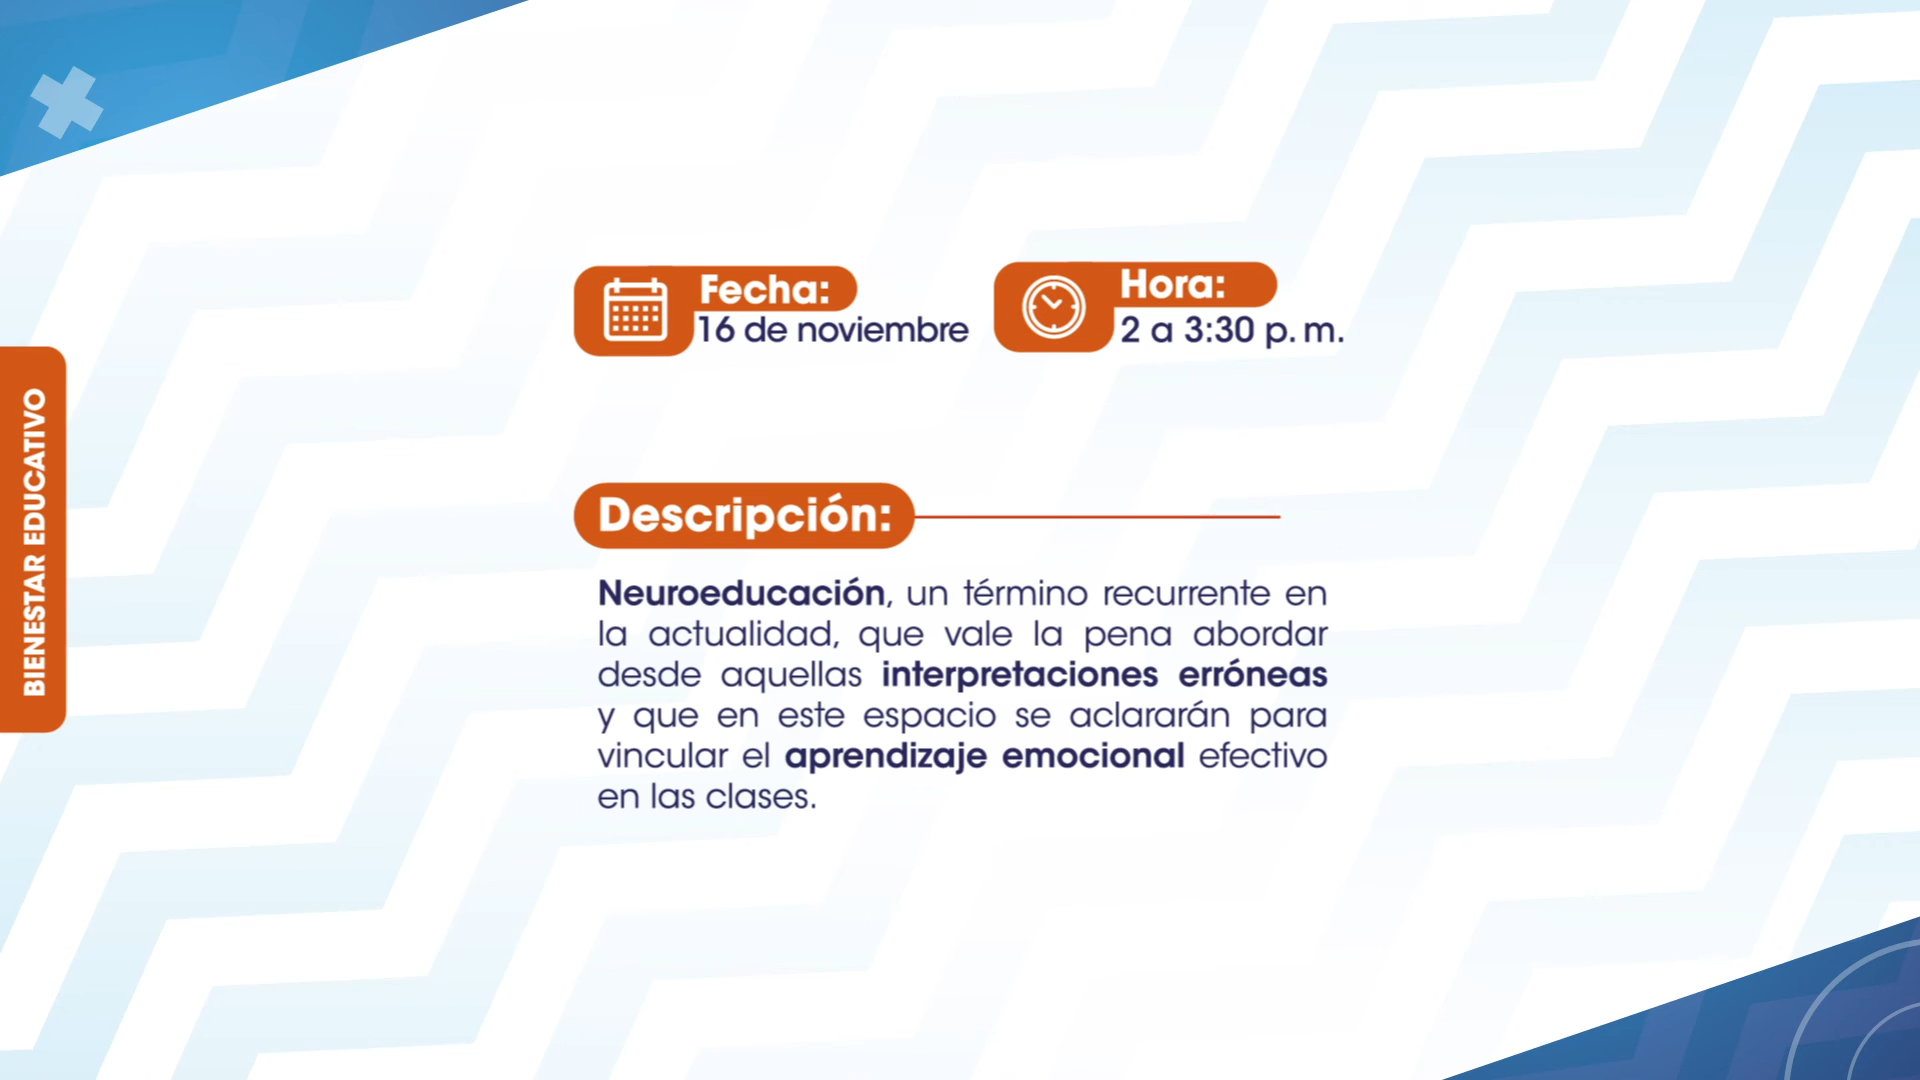 Fecha:
16 de noviembre
Hora:
2 a 3:30 p. m.
BIENESTAR EDUCATIVO
Descripción:
Neuroeducación, un término recurrente en
la actualidad, que vale la pena abordar
desde aquellas interpretaciones erróneas
y que en este espacio se aclararán para
vincular el aprendizaje emocional efectivo
en las clases.